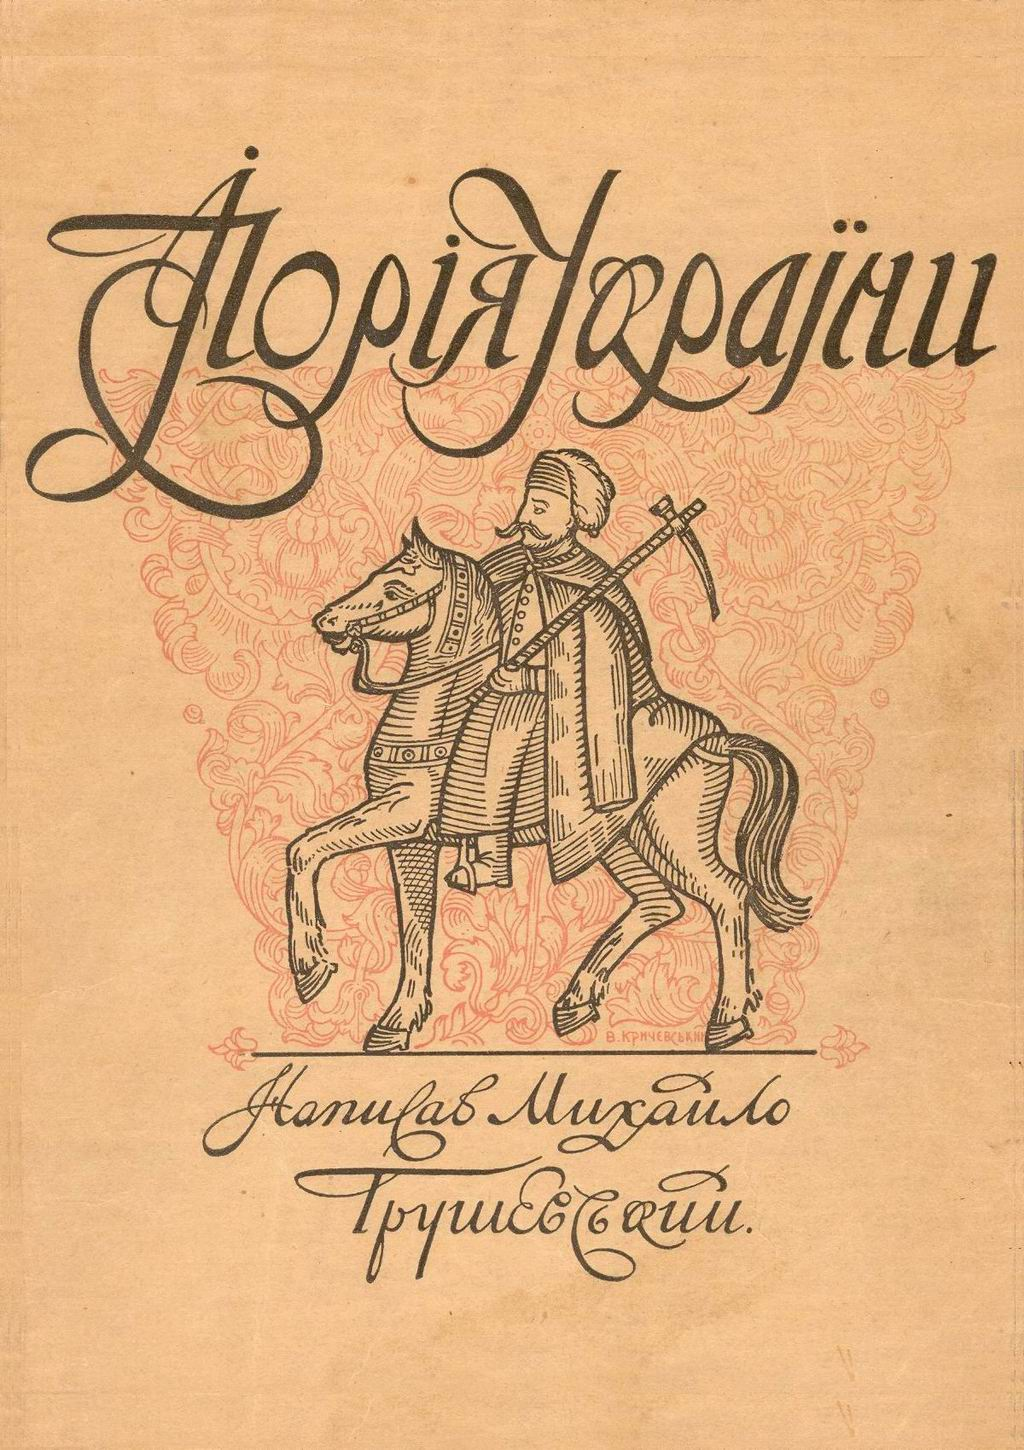 Історія України
В. КРИЧЕВСЬКИЙ
Написав Михайло
Грушевський.